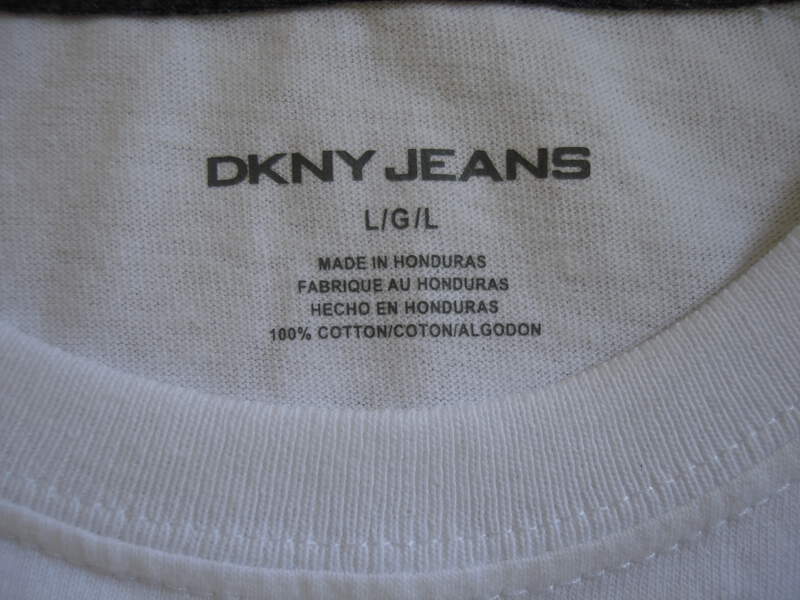 DKNY JEANS
L/G/L
MADE IN HONDURAS
FABRIQUE AU HONDURAS
HECHO EN HONDURAS
100% COTTON/COTON/ALGODON